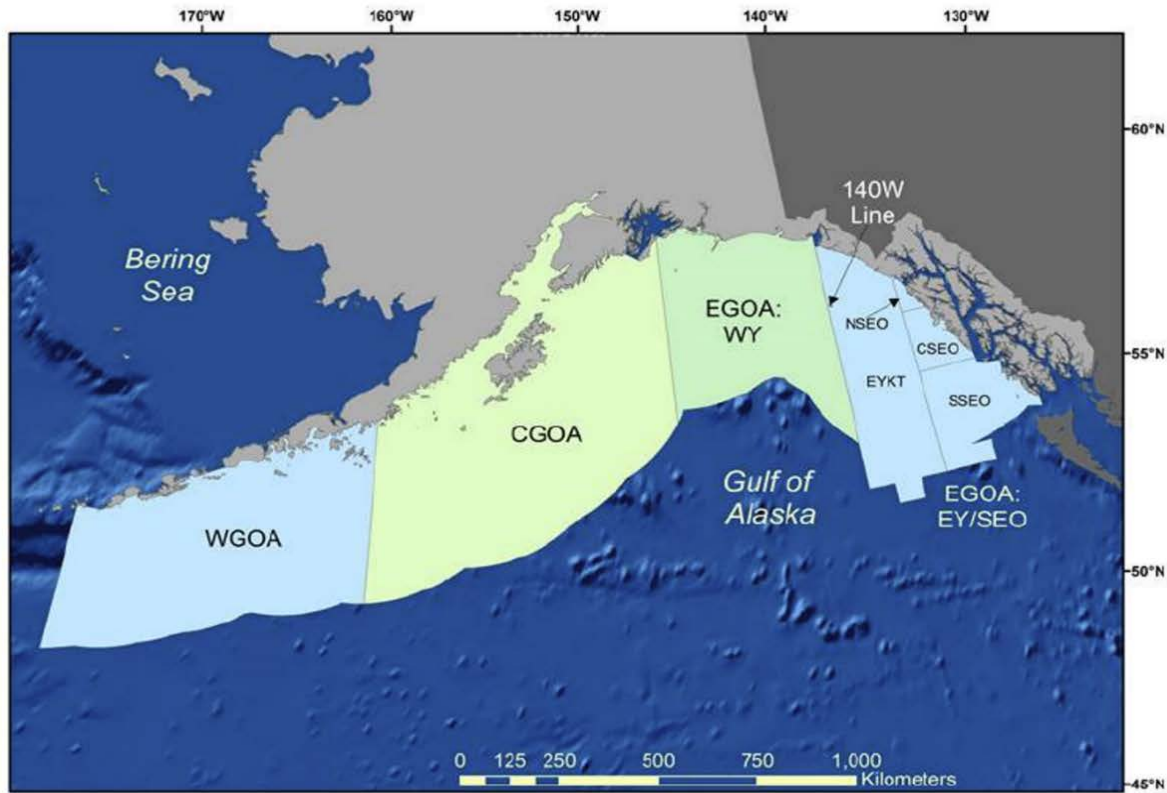 170°W 160°W 150°W 140°W 130°W
60°N
140W
Line
Bering
Sea
EGOA:
WY
NSEO
CSEO
55°N
EYKT
SSEO
CGOA
Gulf of
Alaska
EGOA:
EY/SEO
WGOA
50°N
0 125 250 500 750 1,000
Kilometers
45°N